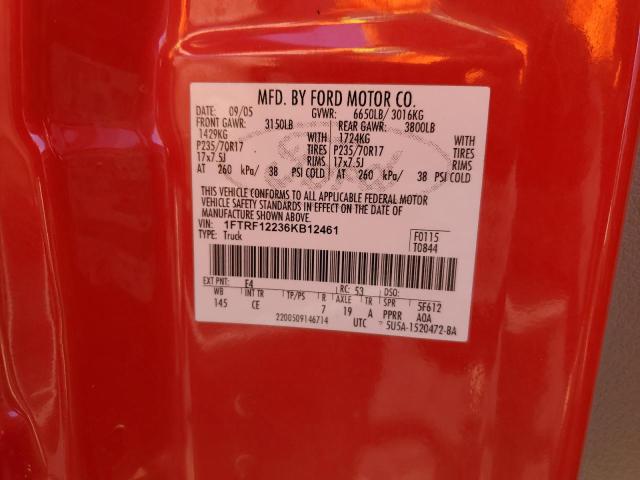 MFD. BY FORD MOTOR CO.
DATE: 09/05 GVWR: 6650LB/ 3016KG
FRONT GAWR: 3150LB REAR GAWR: 3800LB
1429KG WITH 1724KG WITH
P235/70R17 TIRES P235/70R17 TIRES
17x7.5J RIMS 17x7.5J RIMS
AT 260 kPa/ 38 PSI COLD AT 260 kPa/ 38 PSI COLD
THIS VEHICLE CONFORMS TO ALL APPLICABLE FEDERAL MOTOR
VEHICLE SAFETY STANDARDS IN EFFECT ON THE DATE OF
MANUFACTURE SHOWN ABOVE.
VIN: 1FTRF12236KB12461 F0115
TYPE: Truck T0844
EXT PNT: E4 RC: 53 DSO:
WB INT TR TP/PS R AXLE TR SPR 5F612
145 CE 7 19 A PPRR AOA
2200509146714 UTC 5U5A-1520472-BA
Ford